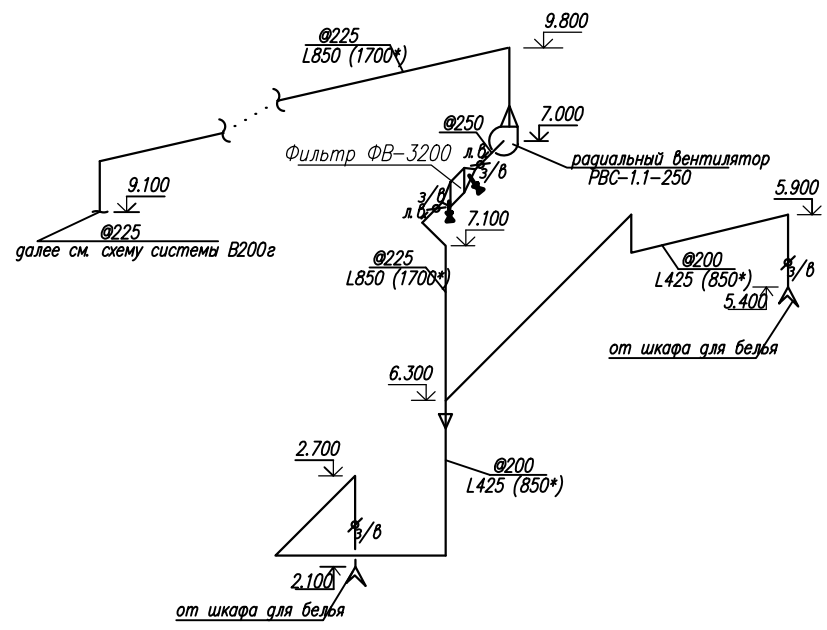 9.800
@225
L850 (1700*)
7.000
@250
л.в.
Фильтр ФВ-3200
з/в
радиальный вентилятор
РВС-1.1-250
9.100
з/в
л.в.
5.900
7.100
@225
далее см. схему системы В200г
@225
L850 (1700*)
@200
L425 (850*)
з/в
5.400
от шкафа для белья
6.300
2.700
@200
L425 (850*)
з/в
2.100
от шкафа для белья